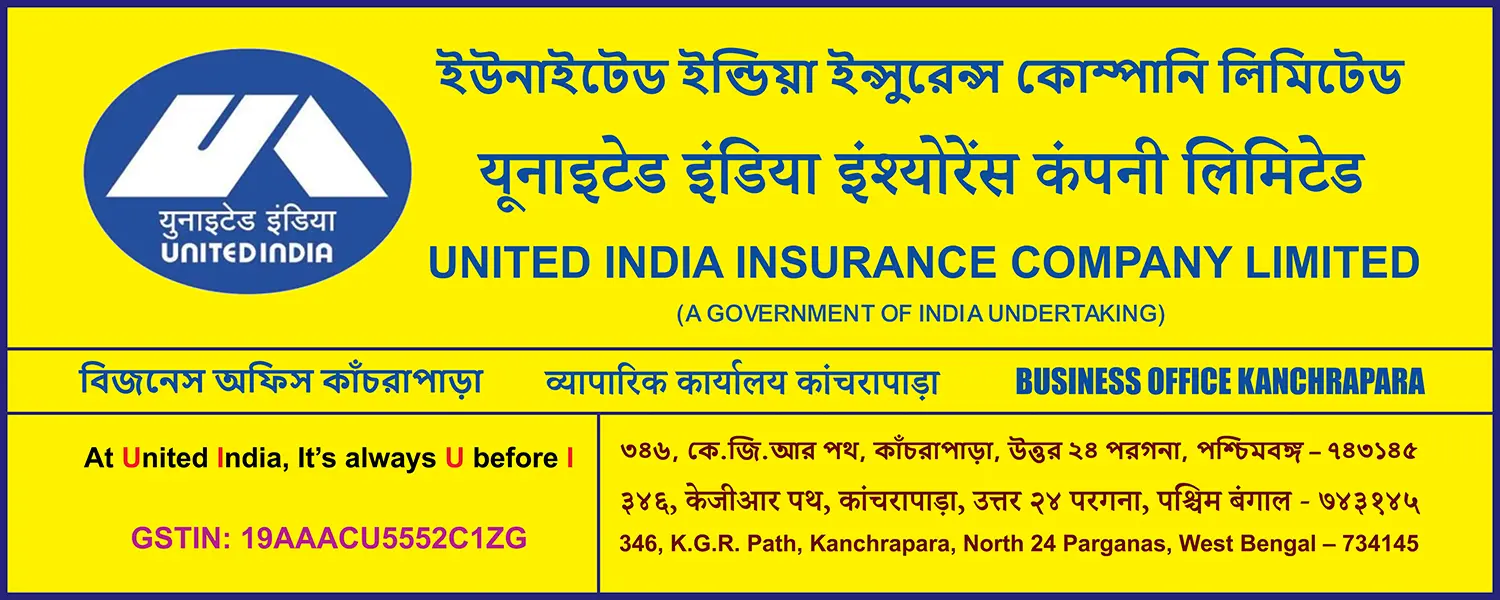 ইউনাইটেড ইন্ডিয়া ইন্সুরেন্স কোম্পানি লিমিটেড
यूनाइटेड इंडिया इंश्योरेंस कंपनी लिमिटेड
युनाइटेड इंडिया
UNITED INDIA
UNITED INDIA INSURANCE COMPANY LIMITED
(A GOVERNMENT OF INDIA UNDERTAKING)
বিজনেস অফিস কাঁচরাপাড়া व्यापारिक कार्यालय कांचरापाड़ा BUSINESS OFFICE KANCHRAPARA
At United India, It's always U before I
GSTIN: 19AAACU5552C1ZG
৩৪৬, কে.জি.আর পথ, কাঁচরাপাড়া, উত্তুর ২৪ পরগনা, পশ্চিমবঙ্গ – ৭৪৩১৪৫
३४६, केजीआर पथ, कांचरापाड़ा, उत्तर २४ परगना, पश्चिम बंगाल - ७४३१४५
346, K.G.R. Path, Kanchrapara, North 24 Parganas, West Bengal – 734145